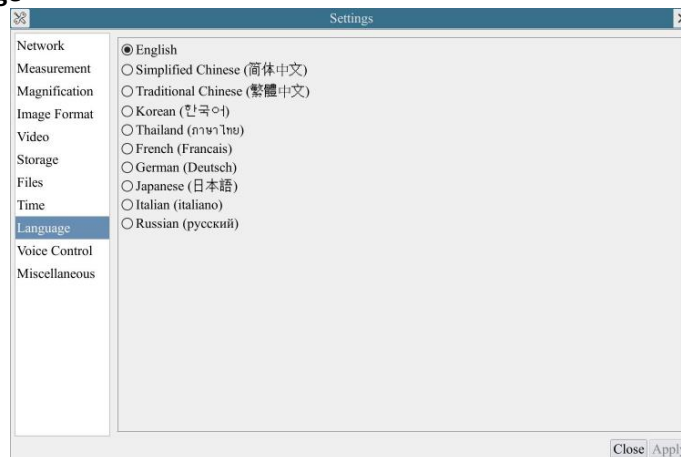 Settings
Network
Measurement
Magnification
Image Format
Video
Storage
Files
Time
Language
Voice Control
Miscellaneous
English
Simplified Chinese (简体中文)
Traditional Chinese (繁體中文)
Korean (한국어)
Thailand (ภาษาไทย)
French (Francais)
German (Deutsch)
Japanese (日本語)
Italian (italiano)
Russian (русский)
Close Apply